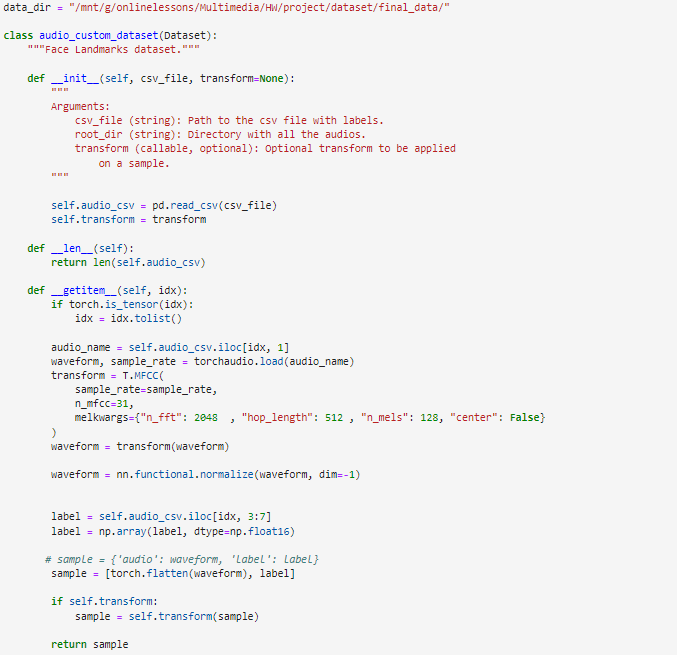 data_dir = "/mnt/g/onlinelessons/Multimedia/HW/project/dataset/final_data/"
class audio_custom_dataset(Dataset):
    """Face Landmarks dataset."""
    def __init__(self, csv_file, transform=None):
        """
        Arguments:
            csv_file (string): Path to the csv file with labels.
            root_dir (string): Directory with all the audios.
            transform (callable, optional): Optional transform to be applied
                on a sample.
        """
        self.audio_csv = pd.read_csv(csv_file)
        self.transform = transform
    def __len__(self):
        return len(self.audio_csv)
    def __getitem__(self, idx):
        if torch.is_tensor(idx):
            idx = idx.tolist()
        audio_name = self.audio_csv.iloc[idx, 1]
        waveform, sample_rate = torchaudio.load(audio_name)
        transform = T.MFCC(
            sample_rate=sample_rate,
            n_mfcc=31,
            melkwargs={"n_fft": 2048  , "hop_length": 512 , "n_mels": 128, "center": False}
        )
        waveform = transform(waveform)
        waveform = nn.functional.normalize(waveform, dim=-1)
        label = self.audio_csv.iloc[idx, 3:7]
        label = np.array(label, dtype=np.float16)
       # sample = {'audio': waveform, 'label': label}
        sample = [torch.flatten(waveform), label]
        if self.transform:
            sample = self.transform(sample)
        return sample